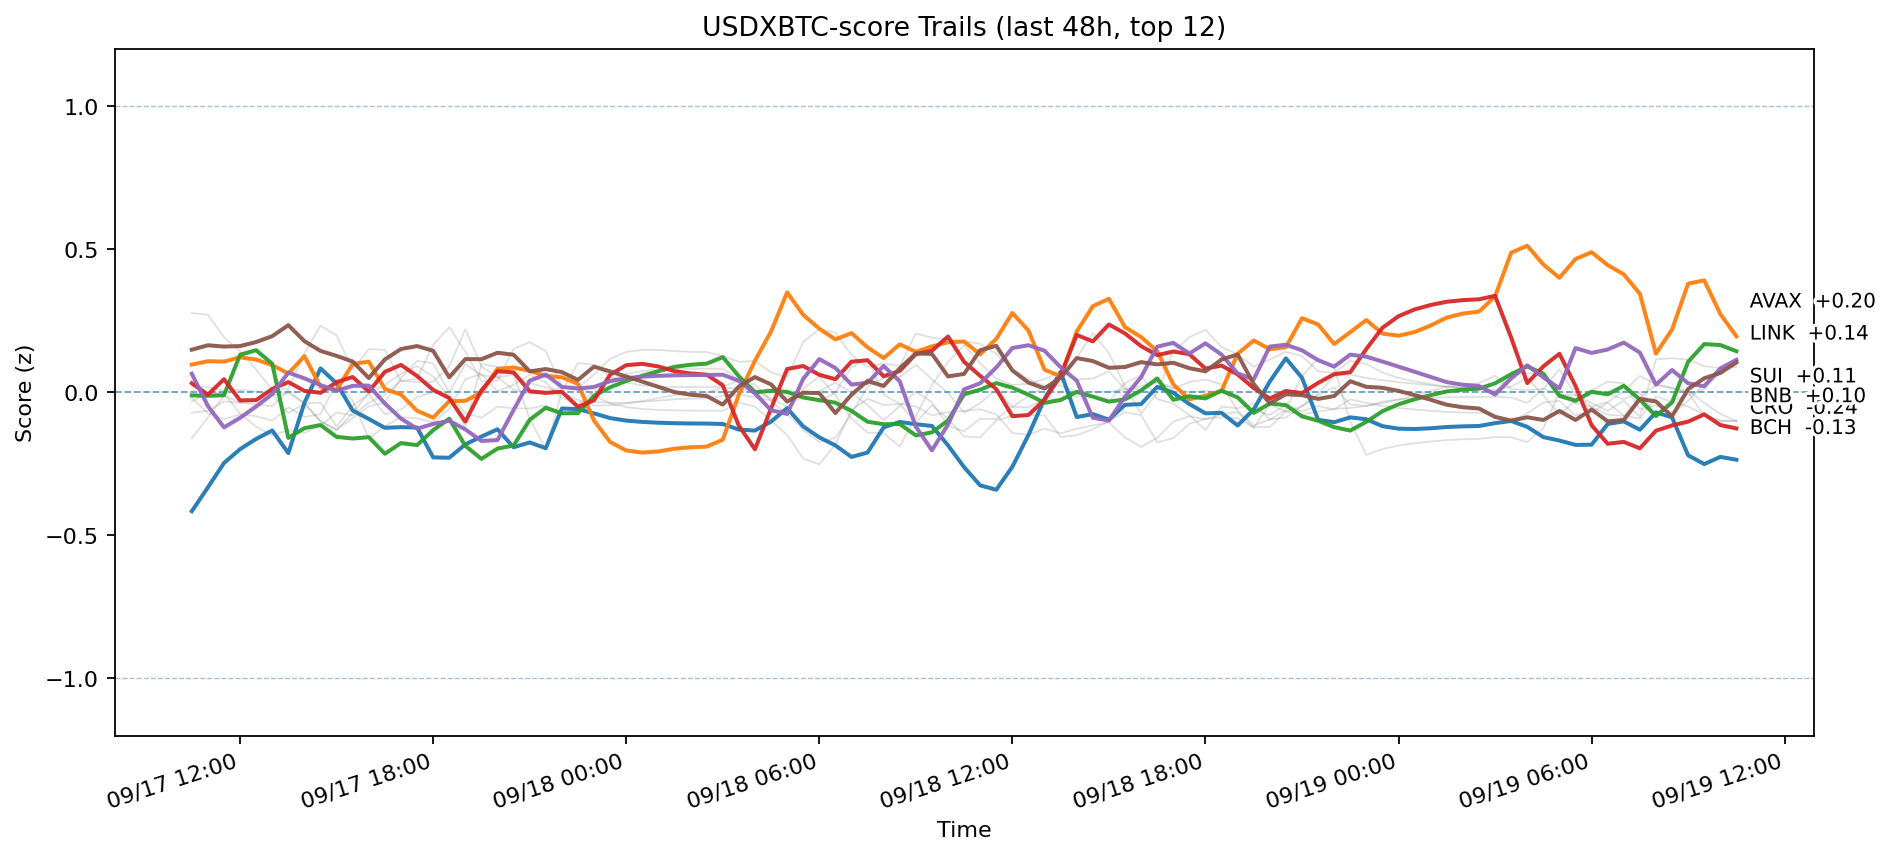 USDXBTC-score Trails (last 48h, top 12)
Score (z)
1.0
0.5
0.0
−0.5
−1.0
AVAX +0.20
LINK +0.14
SUI +0.11
BNB +0.10
CRO -0.24
BCH -0.13
09/17 12:00
09/17 18:00
09/18 00:00
09/18 06:00
09/18 12:00
09/18 18:00
09/19 00:00
09/19 06:00
09/19 12:00
Time